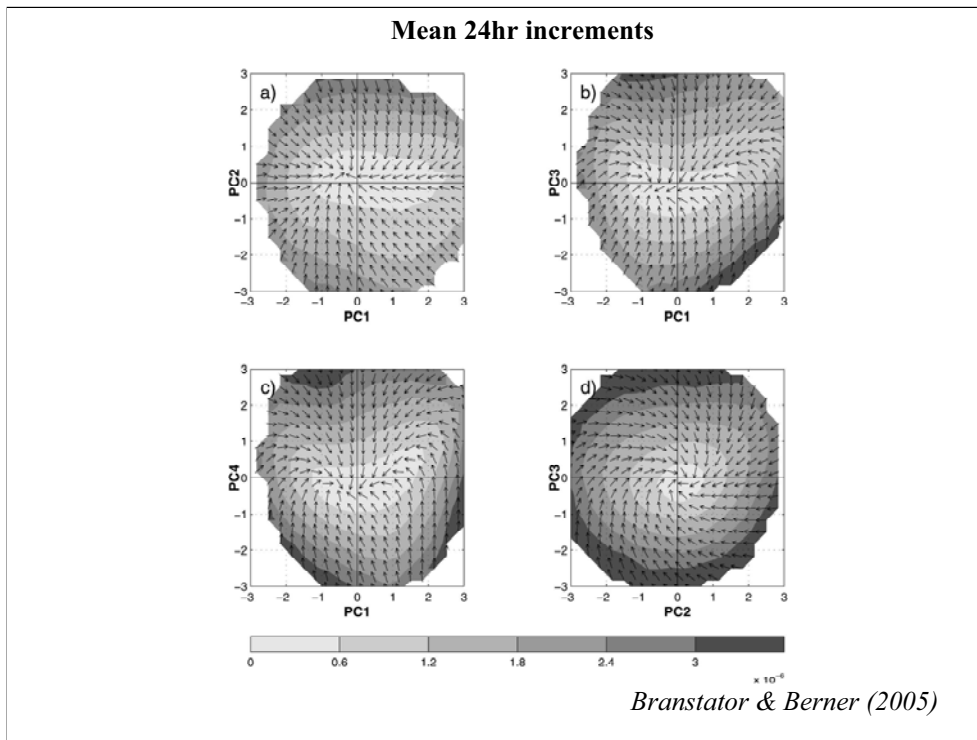 Mean 24hr increments
a)
3
2
1
0
−1
−2
−3
PC2
−3 −2 −1 0 1 2 3
PC1
b)
3
2
1
0
−1
−2
−3
PC3
−3 −2 −1 0 1 2 3
PC1
c)
3
2
1
0
−1
−2
−3
PC4
−3 −2 −1 0 1 2 3
PC1
d)
3
2
1
0
−1
−2
−3
PC3
−3 −2 −1 0 1 2 3
PC2
0 0.6 1.2 1.8 2.4 3
x 10⁻⁶
Branstator & Berner (2005)